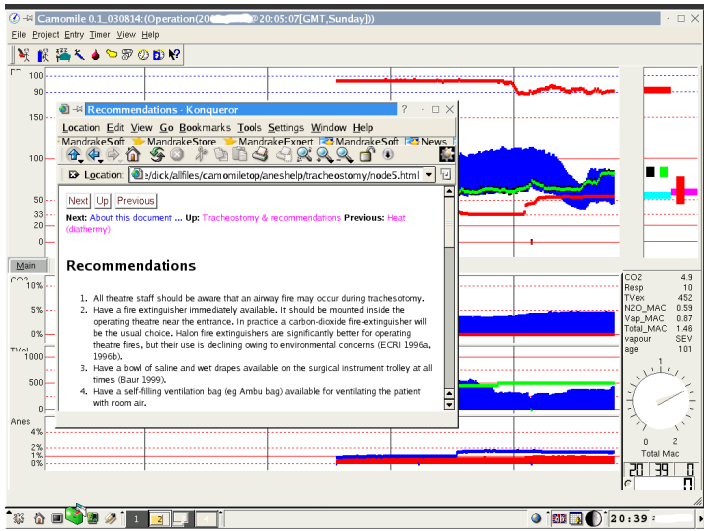 Camomile 0.1_030814:(Operation(20 @20:05:07[GMT,Sunday]))
File Project Entry Timer View Help
100
90
150
100
50
33
20
0
Recommendations - Konqueror
Location Edit View Go Bookmarks Tools Settings Window Help
MandrakeSoft MandrakeStore MandrakeExpert MandrakeSoft News
Location: :/dick/allfiles/camomiletop/aneshelp/tracheostomy/node5.html
Next Up Previous
Next: About this document ... Up: Tracheostomy & recommendations Previous: Heat
(diathermy)
Recommendations
1. All theatre staff should be aware that an airway fire may occur during trachesotomy.
2. Have a fire extinguisher immediately available. It should be mounted inside the
operating theatre near the entrance. In practice a carbon-dioxide fire-extinguisher will
be the usual choice. Halon fire extinguishers are significantly better for operating
theatre fires, but their use is declining owing to environmental concerns (ECRI 1996a,
1996b).
3. Have a bowl of saline and wet drapes available on the surgical instrument trolley at all
times (Baur 1999).
4. Have a self-filling ventilation bag (eg Ambu bag) available for ventilating the patient
with room air.
Main
CO2
10%
5%
0%
TVol
1000
500
0
Anes
4%
2%
1%
0%
CO2 4.9
Resp 10
TVex 452
N2O_MAC 0.59
Vap_MAC 0.87
Total_MAC 1.46
vapour SEV
age 101
1
0 2
Total Mac
20 39 0
C 0
1 2 4
20:39